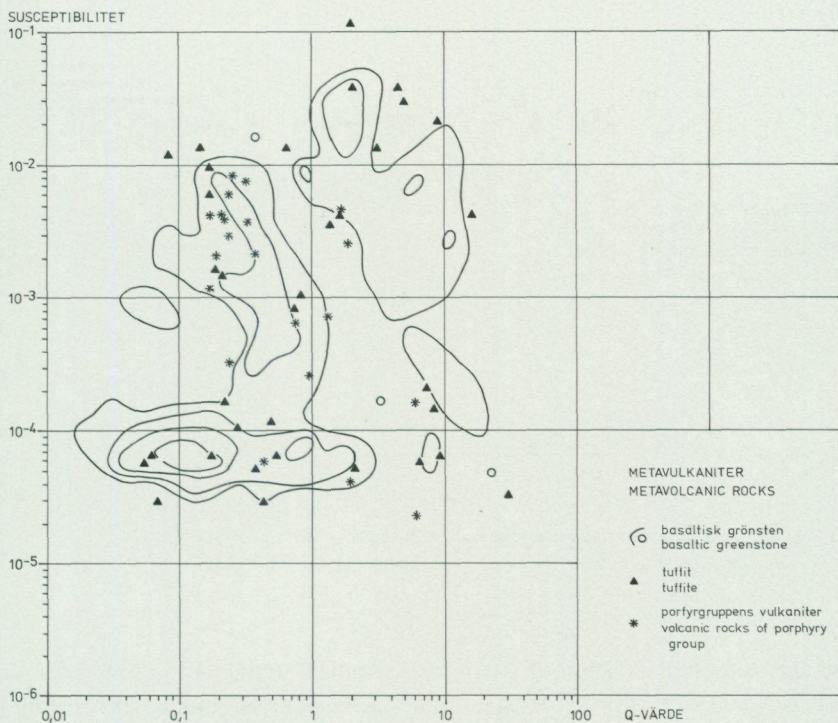 SUSCEPTIBILITET
10⁻¹
10⁻²
10⁻³
10⁻⁴
10⁻⁵
10⁻⁶
0,01 0,1 1 10 100 Q-VÄRDE
METAVULKANITER
METAVOLCANIC ROCKS
basaltisk grönsten
basaltic greenstone
tuffit
tuffite
porfyrgruppens vulkaniter
volcanic rocks of porphyry
group